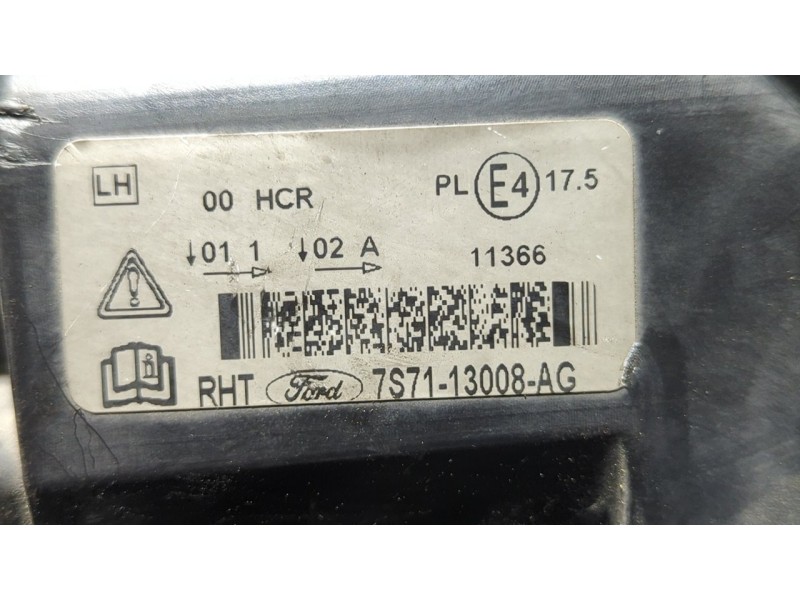 LH 00 HCR PL E4 17.5
↓01 1 ↓02 A 11366
RHT Ford 7S71-13008-AG